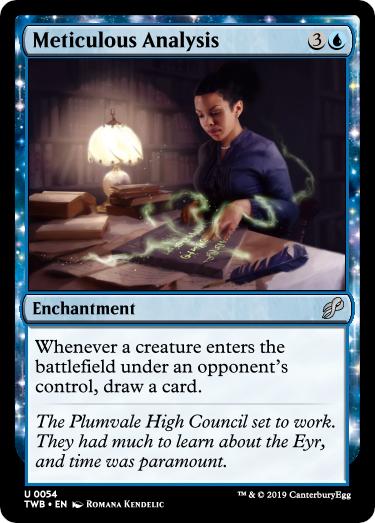 Meticulous Analysis 3
Enchantment
Whenever a creature enters the
battlefield under an opponent's
control, draw a card.
The Plumvale High Council set to work.
They had much to learn about the Eyr,
and time was paramount.
U 0054
TWB • EN Romana Kendelic
™ & © 2019 CanterburyEgg